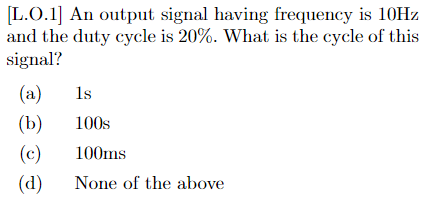 [L.O.1] An output signal having frequency is 10Hz
and the duty cycle is 20%. What is the cycle of this
signal?
(a) 1s
(b) 100s
(c) 100ms
(d) None of the above